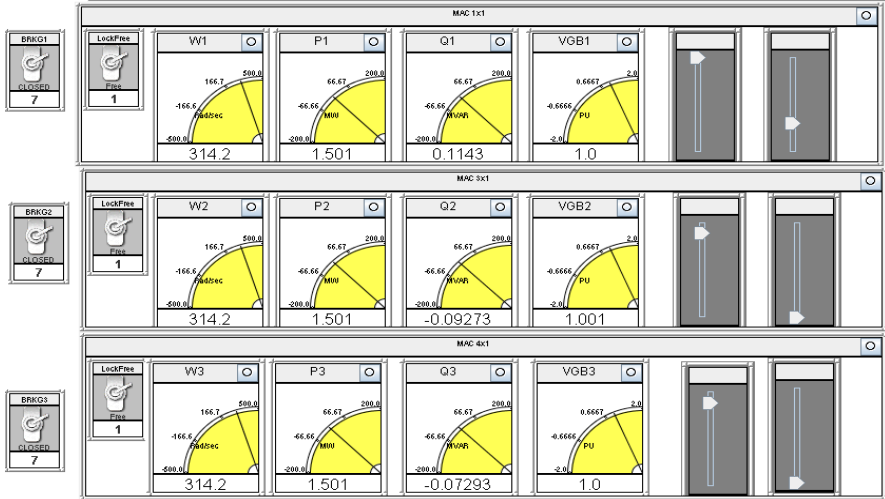 MAC 1x1
BRKG1
CLOSED
7
LockFree
Free
1
W1
-500.0 -166.6 166.7 500.0
Rad/sec
314.2
P1
-200.0 -66.66 66.67 200.0
MW
1.501
Q1
-200.0 -66.66 66.67 200.0
MVAR
0.1143
VGB1
-2.0 -0.6666 0.6667 2.0
PU
1.0
MAC 3x1
BRKG2
CLOSED
7
LockFree
Free
1
W2
-500.0 -166.6 166.7 500.0
Rad/sec
314.2
P2
-200.0 -66.66 66.67 200.0
MW
1.501
Q2
-200.0 -66.66 66.67 200.0
MVAR
-0.09273
VGB2
-2.0 -0.6666 0.6667 2.0
PU
1.001
MAC 4x1
BRKG3
CLOSED
7
LockFree
Free
1
W3
-500.0 -166.6 166.7 500.0
Rad/sec
314.2
P3
-200.0 -66.66 66.67 200.0
MW
1.501
Q3
-200.0 -66.66 66.67 200.0
MVAR
-0.07293
VGB3
-2.0 -0.6666 0.6667 2.0
PU
1.0